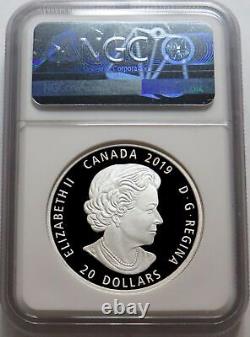 NGC
ELIZABETH II CANADA 2019 D·G·REGINA
20 DOLLARS